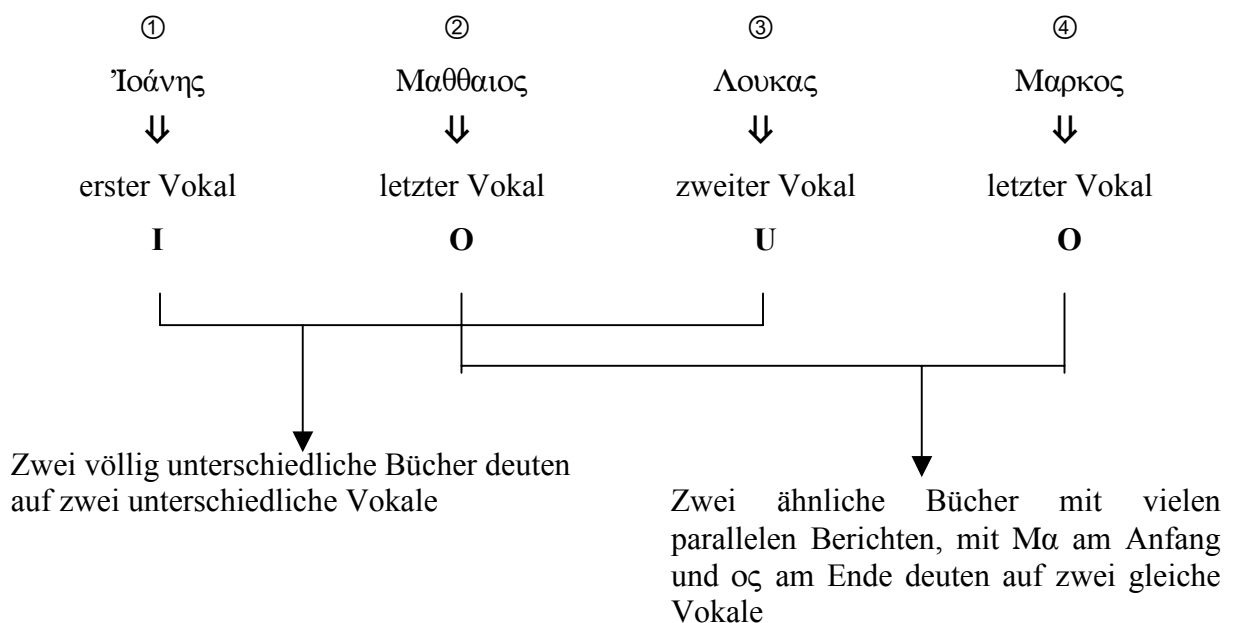 ① ② ③ ④
Ἰοάνης Μαθθαιος Λουκας Μαρκος
⇓ ⇓ ⇓ ⇓
erster Vokal letzter Vokal zweiter Vokal letzter Vokal
I O U O
Zwei völlig unterschiedliche Bücher deuten
auf zwei unterschiedliche Vokale
Zwei ähnliche Bücher mit vielen
parallelen Berichten, mit Μα am Anfang
und ος am Ende deuten auf zwei gleiche
Vokale